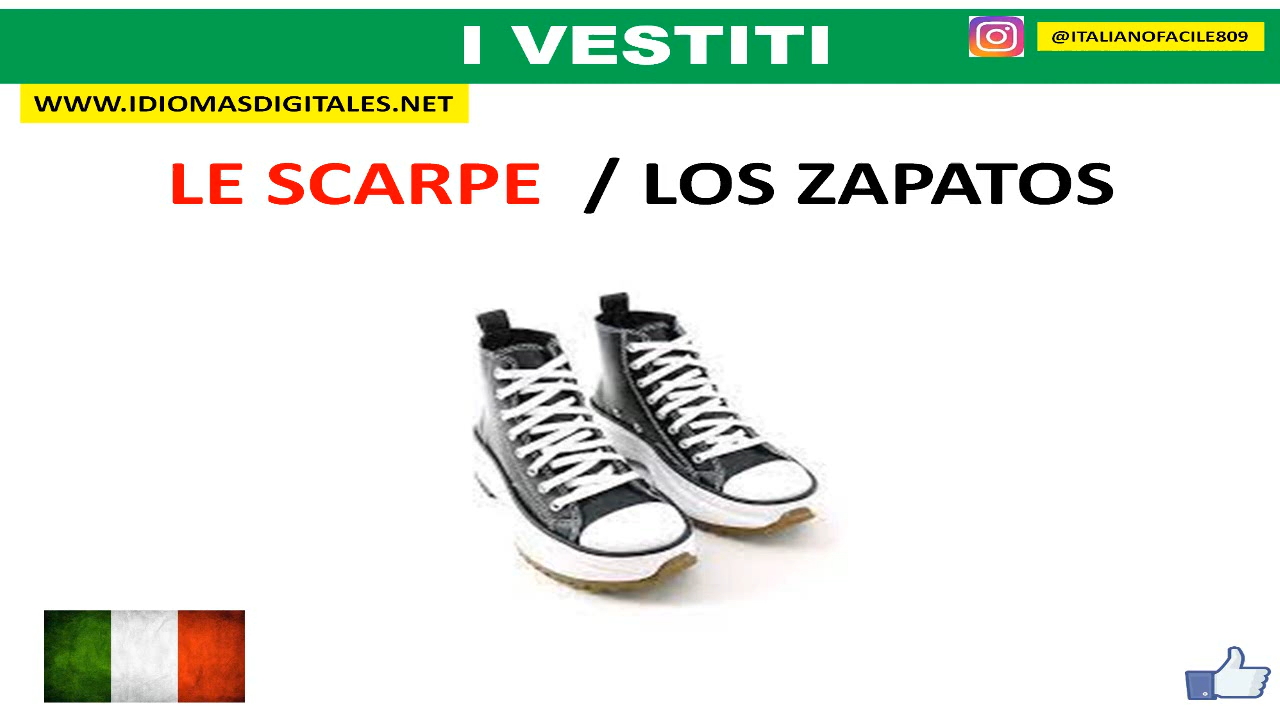 I VESTITI
@ITALIANOFACILE809
WWW.IDIOMASDIGITALES.NET
LE SCARPE / LOS ZAPATOS